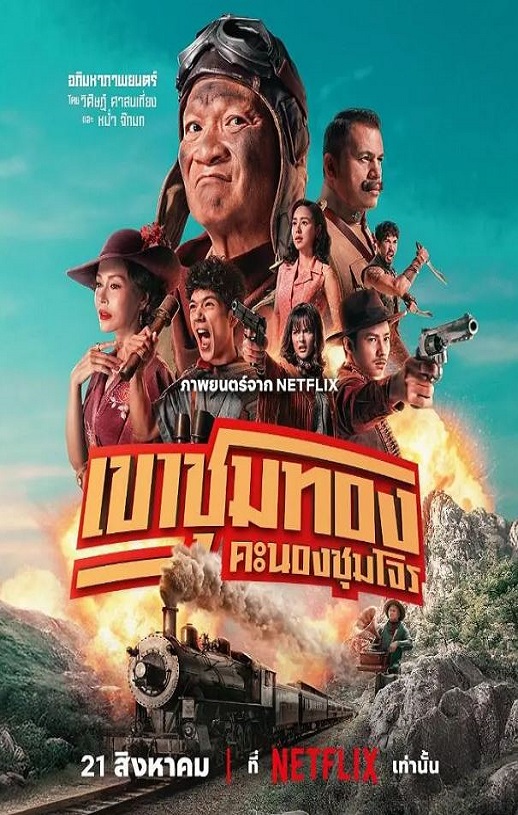 อภิมหาภาพยนตร์
โดย วิศิษฏ์ ศาสนเที่ยง
และ หม่ำ จ๊กมก
ภาพยนตร์จาก NETFLIX
เขาชุมทอง
คะนองชุมโจร
21 สิงหาคม | ที่ NETFLIX เท่านั้น